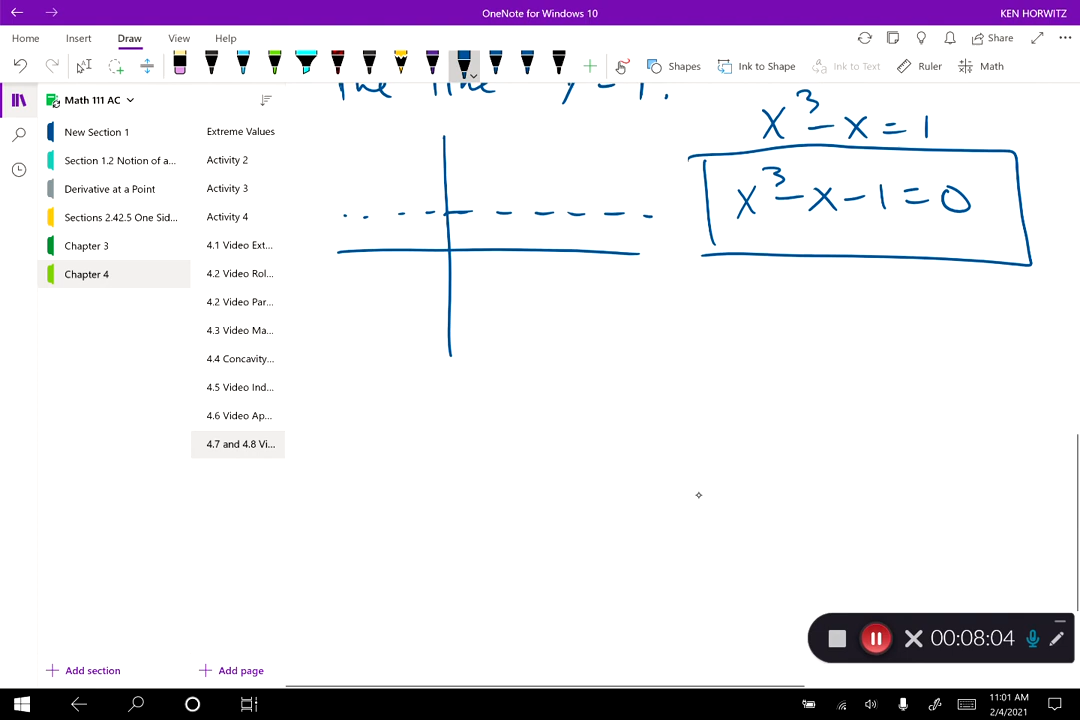 OneNote for Windows 10
KEN HORWITZ
Home
Insert
Draw
View
Help
Share
Shapes
Ink to Shape
Ink to Text
Ruler
Math
Math 111 AC
New Section 1
Section 1.2 Notion of a...
Derivative at a Point
Sections 2.42.5 One Sid...
Chapter 3
Chapter 4
Extreme Values
Activity 2
Activity 3
Activity 4
4.1 Video Ext...
4.2 Video Rol...
4.2 Video Par...
4.3 Video Ma...
4.4 Concavity...
4.5 Video Ind...
4.6 Video Ap...
4.7 and 4.8 Vi...
The line y = 1.
x³ - x = 1
x³ - x - 1 = 0
00:08:04
Add section
Add page
11:01 AM
2/4/2021